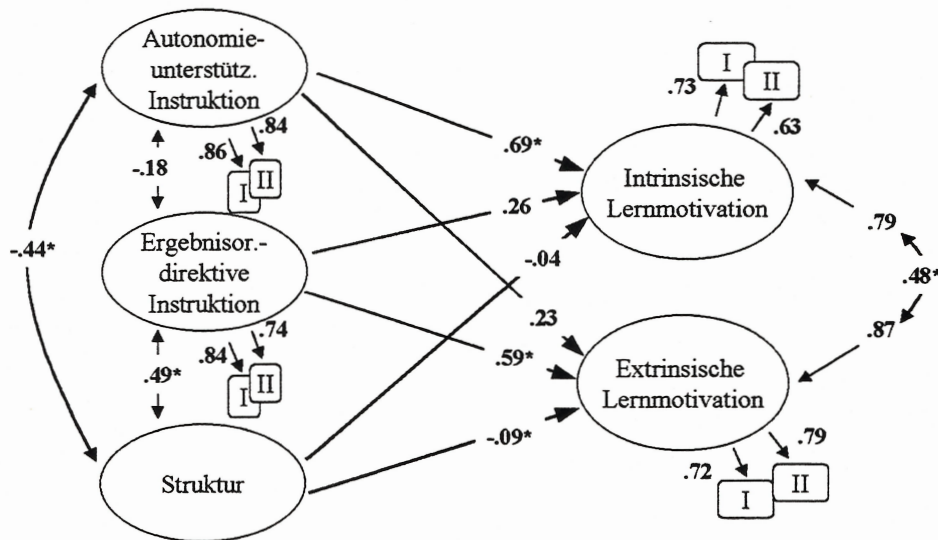 Autonomie-
unterstütz.
Instruktion
.86
.84
I
II
-.18
-.44*
Ergebnisor.-
direktive
Instruktion
.84
.74
I
II
.49*
Struktur
.69*
.26
-.04
.23
.59*
-.09*
Intrinsische
Lernmotivation
.73
I
II
.63
.79
.48*
.87
Extrinsische
Lernmotivation
.72
.79
I
II